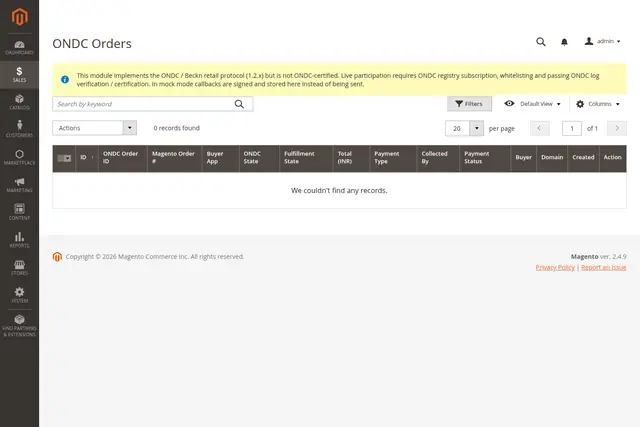 ONDC Orders
admin
This module implements the ONDC / Beckn retail protocol (1.2.x) but is not ONDC-certified. Live participation requires ONDC registry subscription, whitelisting and passing ONDC log
verification / certification. In mock mode callbacks are signed and stored here instead of being sent.
Search by keyword
Filters
Default View
Columns
Actions
0 records found
20
per page
1
of 1
ID
ONDC Order ID
Magento Order #
Buyer App
ONDC State
Fulfillment State
Total (INR)
Payment Type
Collected By
Payment Status
Buyer
Domain
Created
Action
We couldn't find any records.
DASHBOARD
SALES
CATALOG
CUSTOMERS
MARKETPLACE
MARKETING
CONTENT
REPORTS
STORES
SYSTEM
FIND PARTNERS
& EXTENSIONS
Copyright © 2026 Magento Commerce Inc. All rights reserved.
Magento ver. 2.4.9
Privacy Policy | Report an Issue